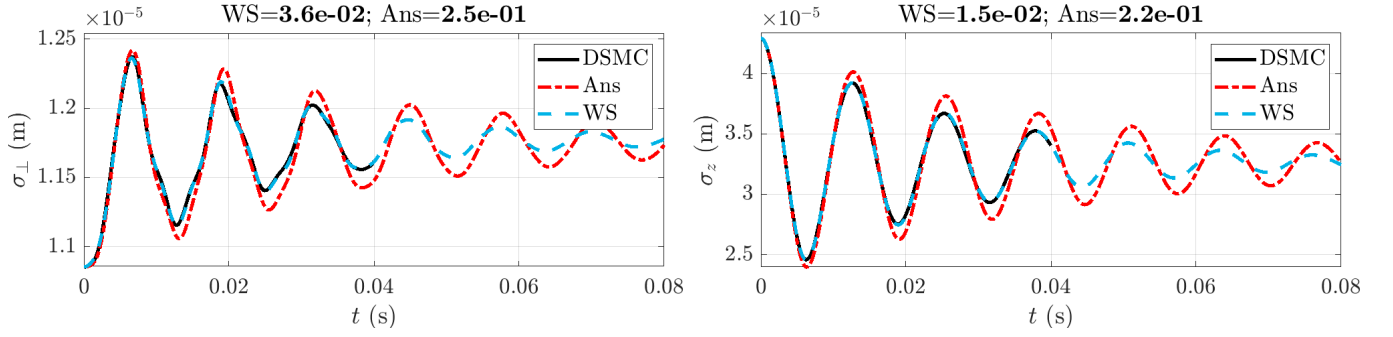 WS=3.6e-02; Ans=2.5e-01
×10⁻⁵
1.25
1.2
1.15
1.1
σ⊥ (m)
0
0.02
0.04
0.06
0.08
t (s)
DSMC
Ans
WS
WS=1.5e-02; Ans=2.2e-01
×10⁻⁵
4
3.5
3
2.5
σz (m)
0
0.02
0.04
0.06
0.08
t (s)
DSMC
Ans
WS